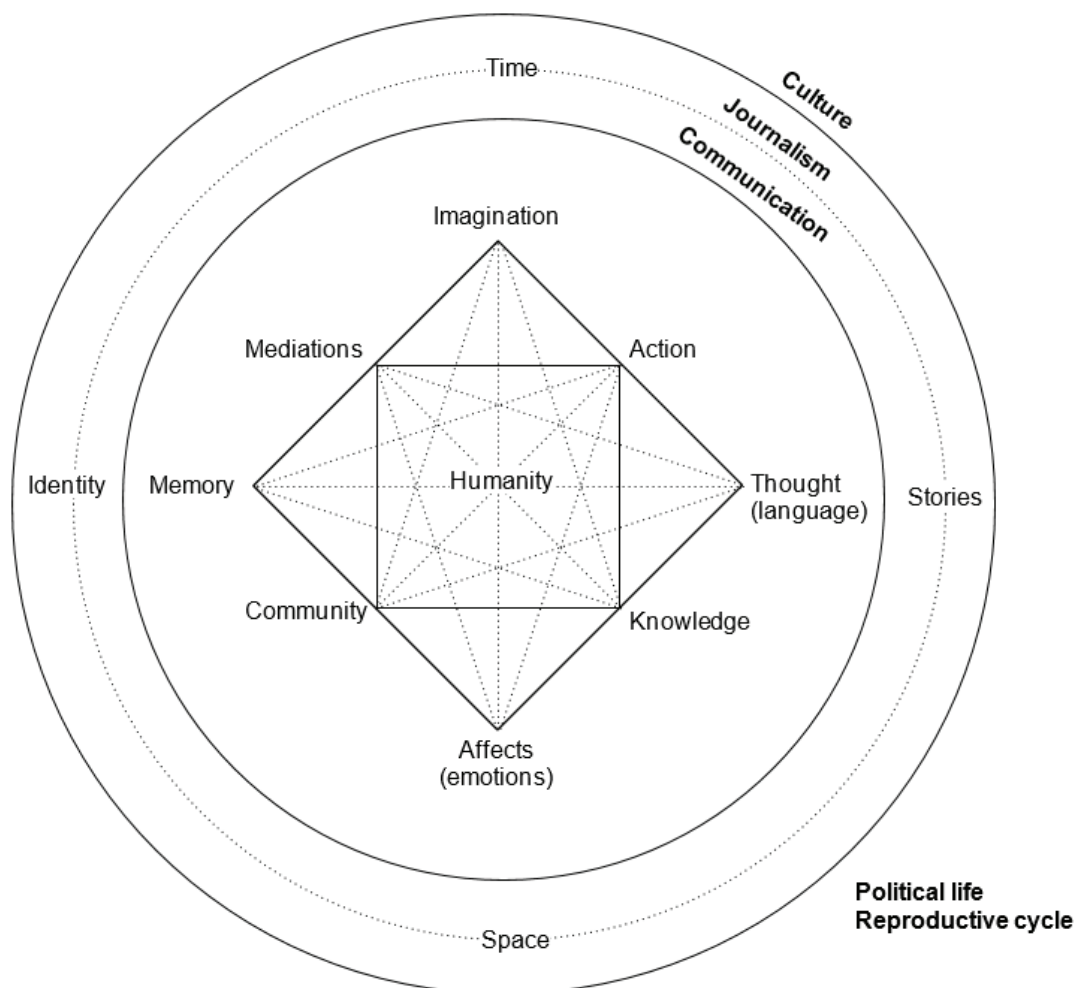 Time
Culture
Journalism
Communication
Imagination
Mediations
Action
Identity
Memory
Humanity
Thought
(language)
Stories
Community
Knowledge
Affects
(emotions)
Political life
Reproductive cycle
Space